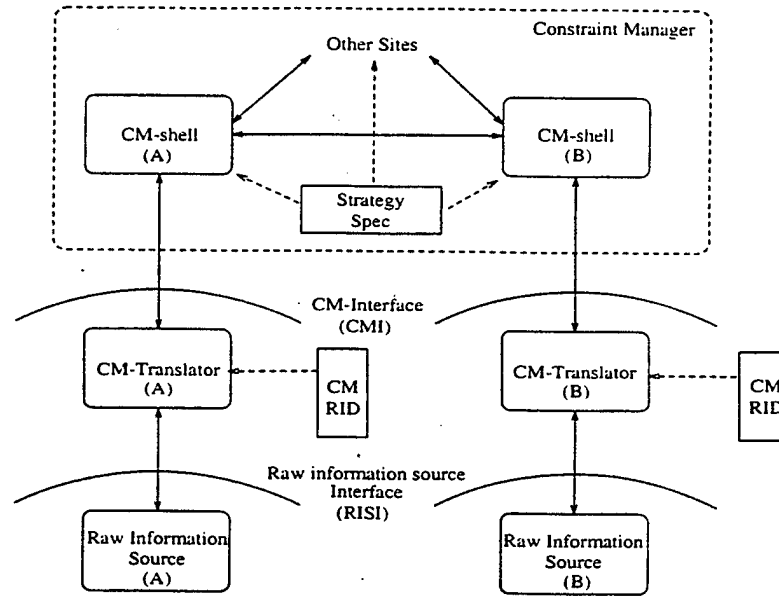 Constraint Manager
Other Sites
CM-shell
(A)
CM-shell
(B)
Strategy
Spec
CM-Interface
(CMI)
CM-Translator
(A)
CM
RID
CM-Translator
(B)
CM
RID
Raw information source
Interface
(RISI)
Raw Information
Source
(A)
Raw Information
Source
(B)